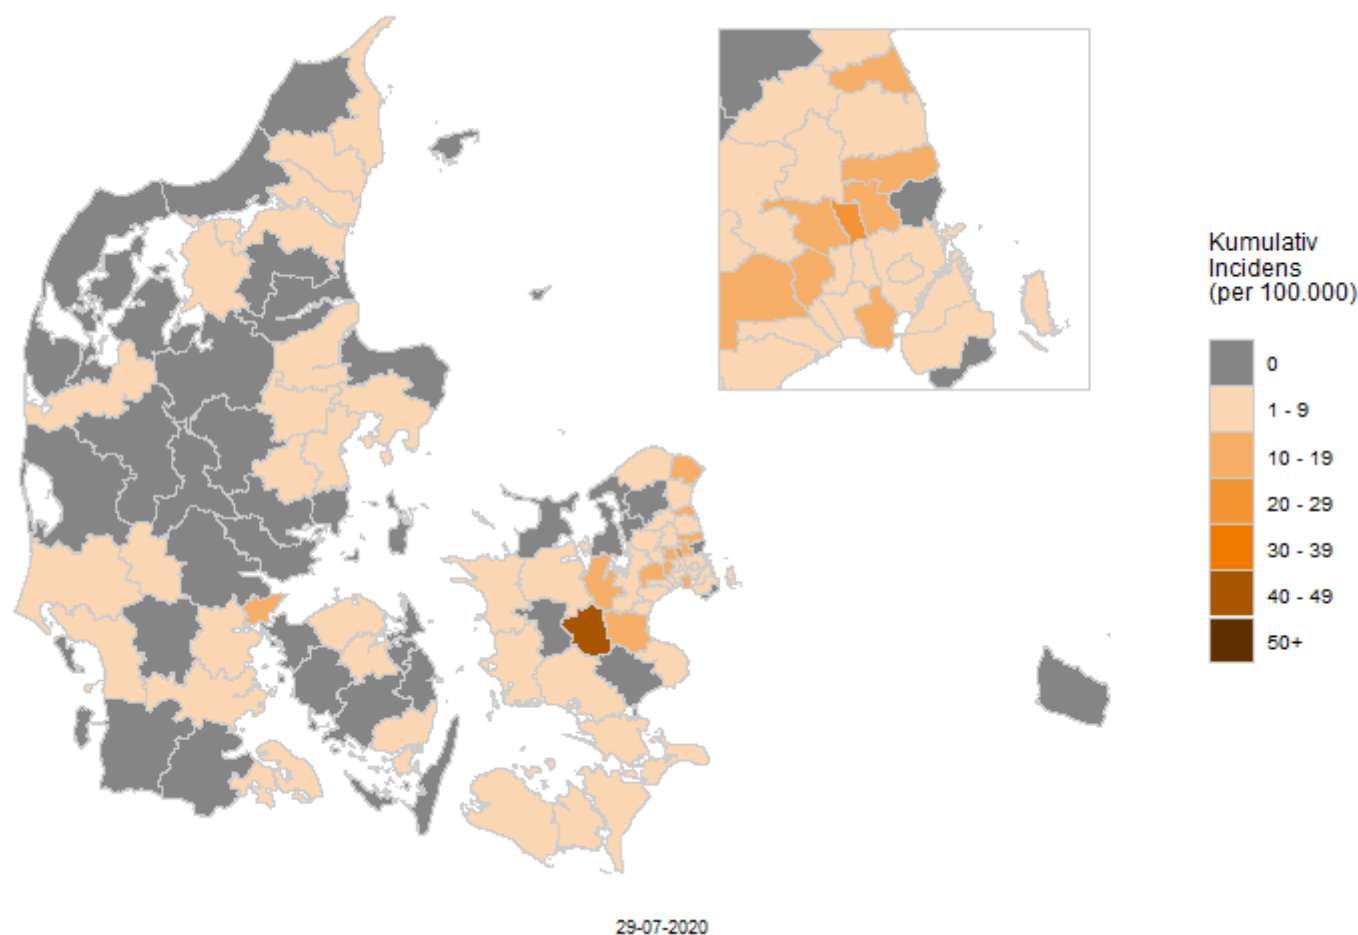 Kumulativ
Incidens
(per 100.000)
0
1 - 9
10 - 19
20 - 29
30 - 39
40 - 49
50+
29-07-2020